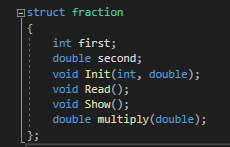 struct fraction
{
int first;
double second;
void Init(int, double);
void Read();
void Show();
double multiply(double);
};